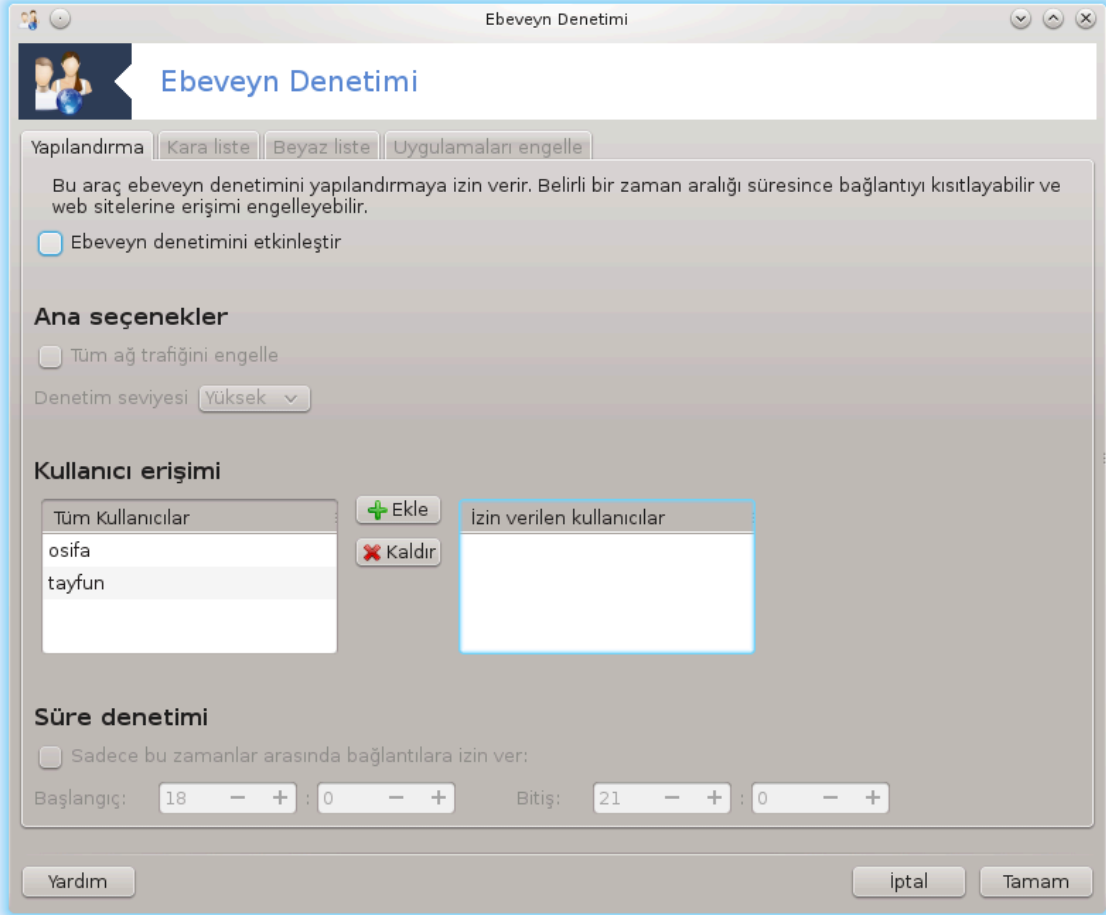 Ebeveyn Denetimi
Ebeveyn Denetimi
Yapılandırma Kara liste Beyaz liste Uygulamaları engelle
Bu araç ebeveyn denetimini yapılandırmaya izin verir. Belirli bir zaman aralığı süresince bağlantıyı kısıtlayabilir ve
web sitelerine erişimi engelleyebilir.
Ebeveyn denetimini etkinleştir
Ana seçenekler
Tüm ağ trafiğini engelle
Denetim seviyesi Yüksek
Kullanıcı erişimi
Tüm Kullanıcılar
osifa
tayfun
Ekle
Kaldır
İzin verilen kullanıcılar
Süre denetimi
Sadece bu zamanlar arasında bağlantılara izin ver:
Başlangıç: 18 − + : 0 − + Bitiş: 21 − + : 0 − +
Yardım İptal Tamam